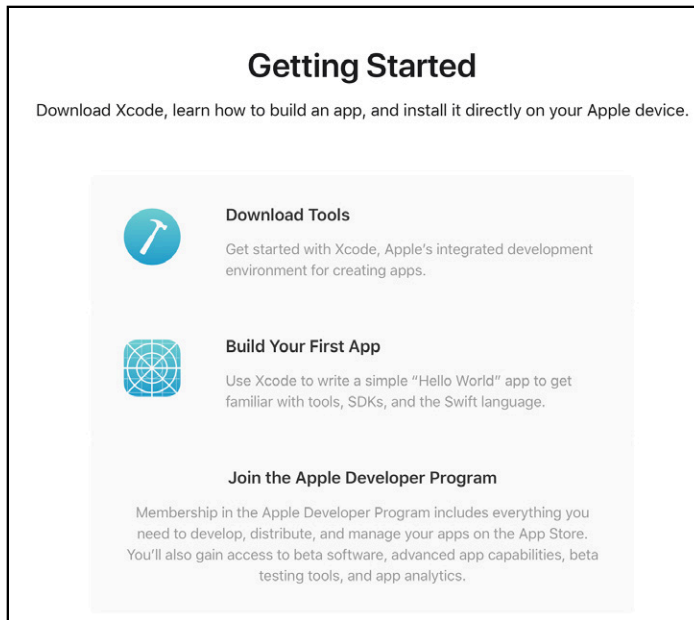 Getting Started
Download Xcode, learn how to build an app, and install it directly on your Apple device.
Download Tools
Get started with Xcode, Apple’s integrated development
environment for creating apps.
Build Your First App
Use Xcode to write a simple “Hello World” app to get
familiar with tools, SDKs, and the Swift language.
Join the Apple Developer Program
Membership in the Apple Developer Program includes everything you
need to develop, distribute, and manage your apps on the App Store.
You’ll also gain access to beta software, advanced app capabilities, beta
testing tools, and app analytics.